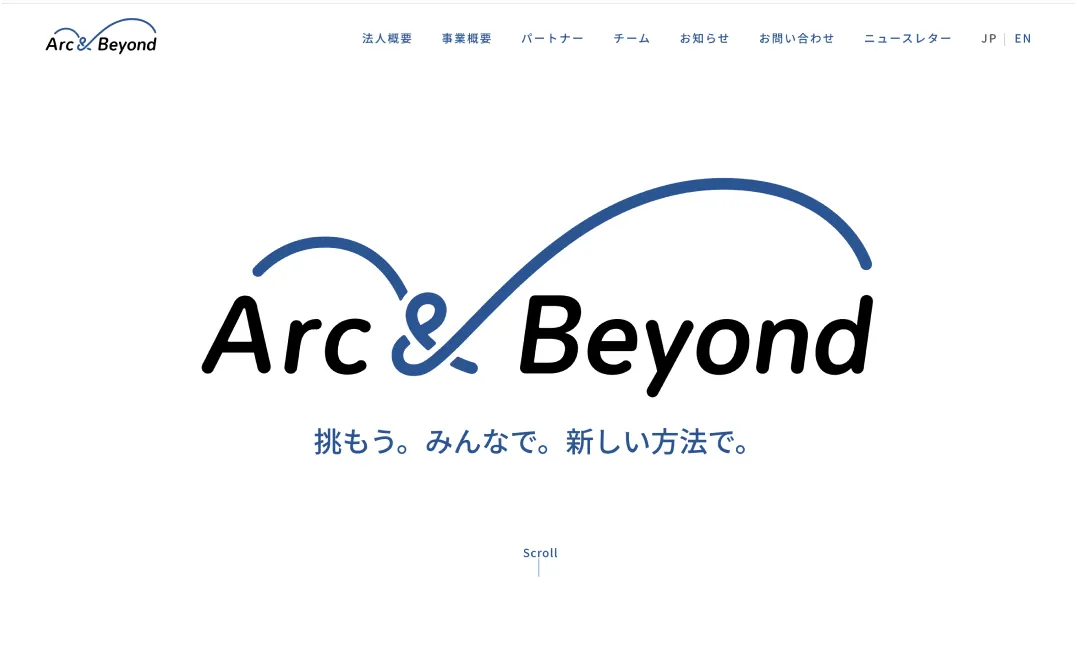 Arc & Beyond
法人概要 事業概要 パートナー チーム お知らせ お問い合わせ ニュースレター JP | EN
Arc & Beyond
挑もう。みんなで。新しい方法で。
Scroll